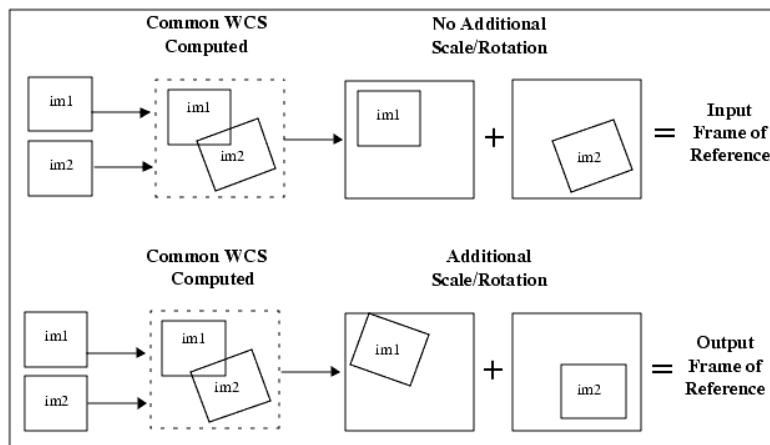 Common WCS
Computed
No Additional
Scale/Rotation
im1
im2
im1
im2
im1
+
im2
=
Input
Frame of
Reference
Common WCS
Computed
Additional
Scale/Rotation
im1
im2
im1
im2
im1
+
im2
=
Output
Frame of
Reference